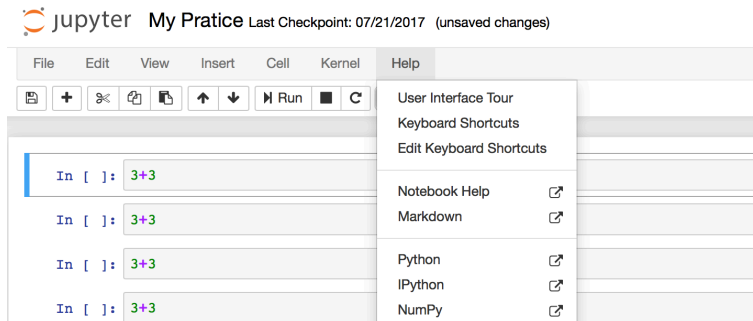 jupyter My Pratice Last Checkpoint: 07/21/2017 (unsaved changes)
File Edit View Insert Cell Kernel Help
Run
User Interface Tour
Keyboard Shortcuts
Edit Keyboard Shortcuts
Notebook Help
Markdown
Python
IPython
NumPy
In [ ]: 3+3
In [ ]: 3+3
In [ ]: 3+3
In [ ]: 3+3